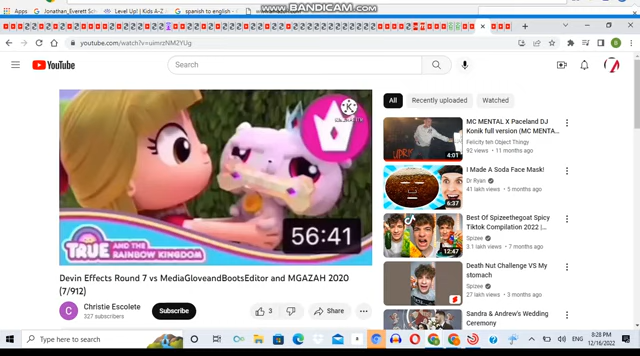 www.BANDICAM.com
Apps
Jonathan_Everett Sch
Level Up! | Kids A-Z
spanish to english -
youtube.com/watch?v=uimrzNM2YUg
YouTube
Search
56:41
TRUE AND THE RAINBOW KINGDOM
Devin Effects Round 7 vs MediaGloveandBootsEditor and MGAZAH 2020
(7/912)
Christie Escolete
327 subscribers
Subscribe
3
Share
All
Recently uploaded
Watched
MC MENTAL X Paceland DJ
Konik full version (MC MENTA...
Felicity ten Object Thingy
92 views • 11 months ago
4:01
I Made A Soda Face Mask!
Dr Ryan
41 lakh views • 5 months ago
6:37
Best Of Spizeethegoat Spicy
Tiktok Compilation 2022 |...
Spizee
3.1 lakh views • 7 months ago
12:47
Death Nut Challenge VS My
stomach
Spizee
27 lakh views • 3 months ago
Sandra & Andrew's Wedding
Ceremony
Type here to search
8:28 PM
12/16/2022